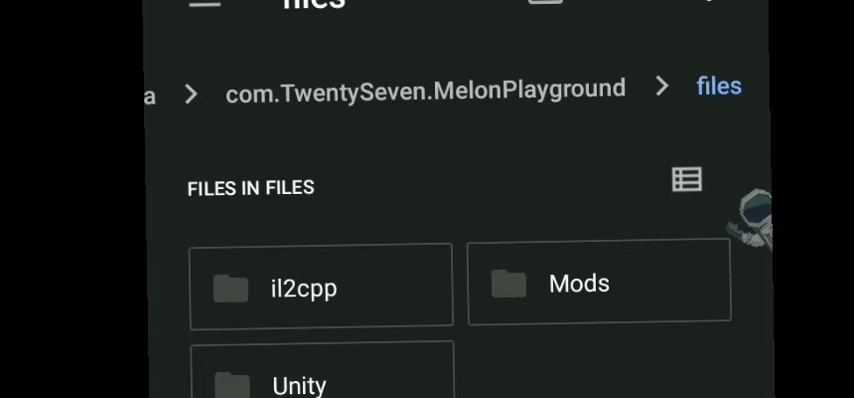 files
a > com.TwentySeven.MelonPlayground > files
FILES IN FILES
il2cpp
Mods
Unity